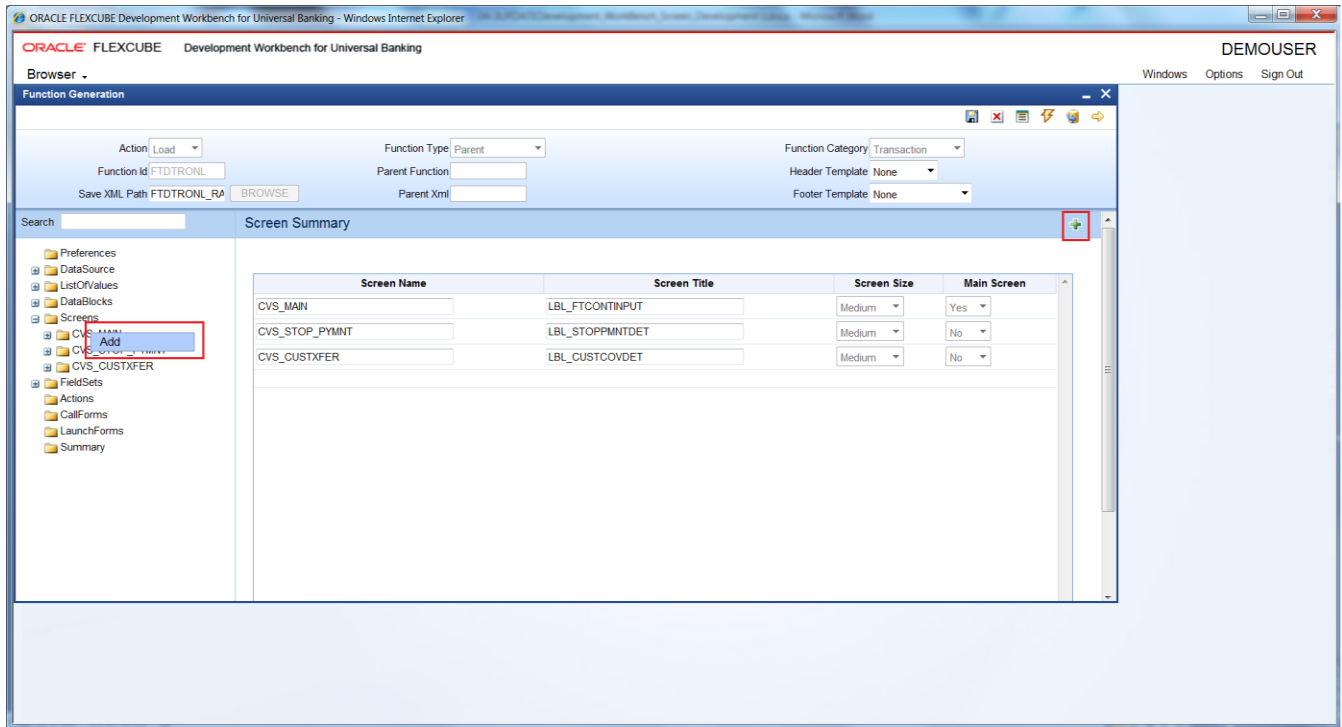 ORACLE FLEXCUBE Development Workbench for Universal Banking - Windows Internet Explorer
ORACLE FLEXCUBE Development Workbench for Universal Banking DEMOUSER
Browser Windows Options Sign Out
Function Generation
Action Load Function Type Parent Function Category Transaction
Function Id FTDTRONL Parent Function Header Template None
Save XML Path FTDTRONL_RA BROWSE Parent Xml Footer Template None
Search Screen Summary
Preferences
DataSource
ListOfValues
DataBlocks
Screens
Add
CVS_CUSTXFER
FieldSets
Actions
CallForms
LaunchForms
Summary
Screen Name Screen Title Screen Size Main Screen
CVS_MAIN LBL_FTCONTINPUT Medium Yes
CVS_STOP_PYMNT LBL_STOPPMNTDET Medium No
CVS_CUSTXFER LBL_CUSTCOVDET Medium No